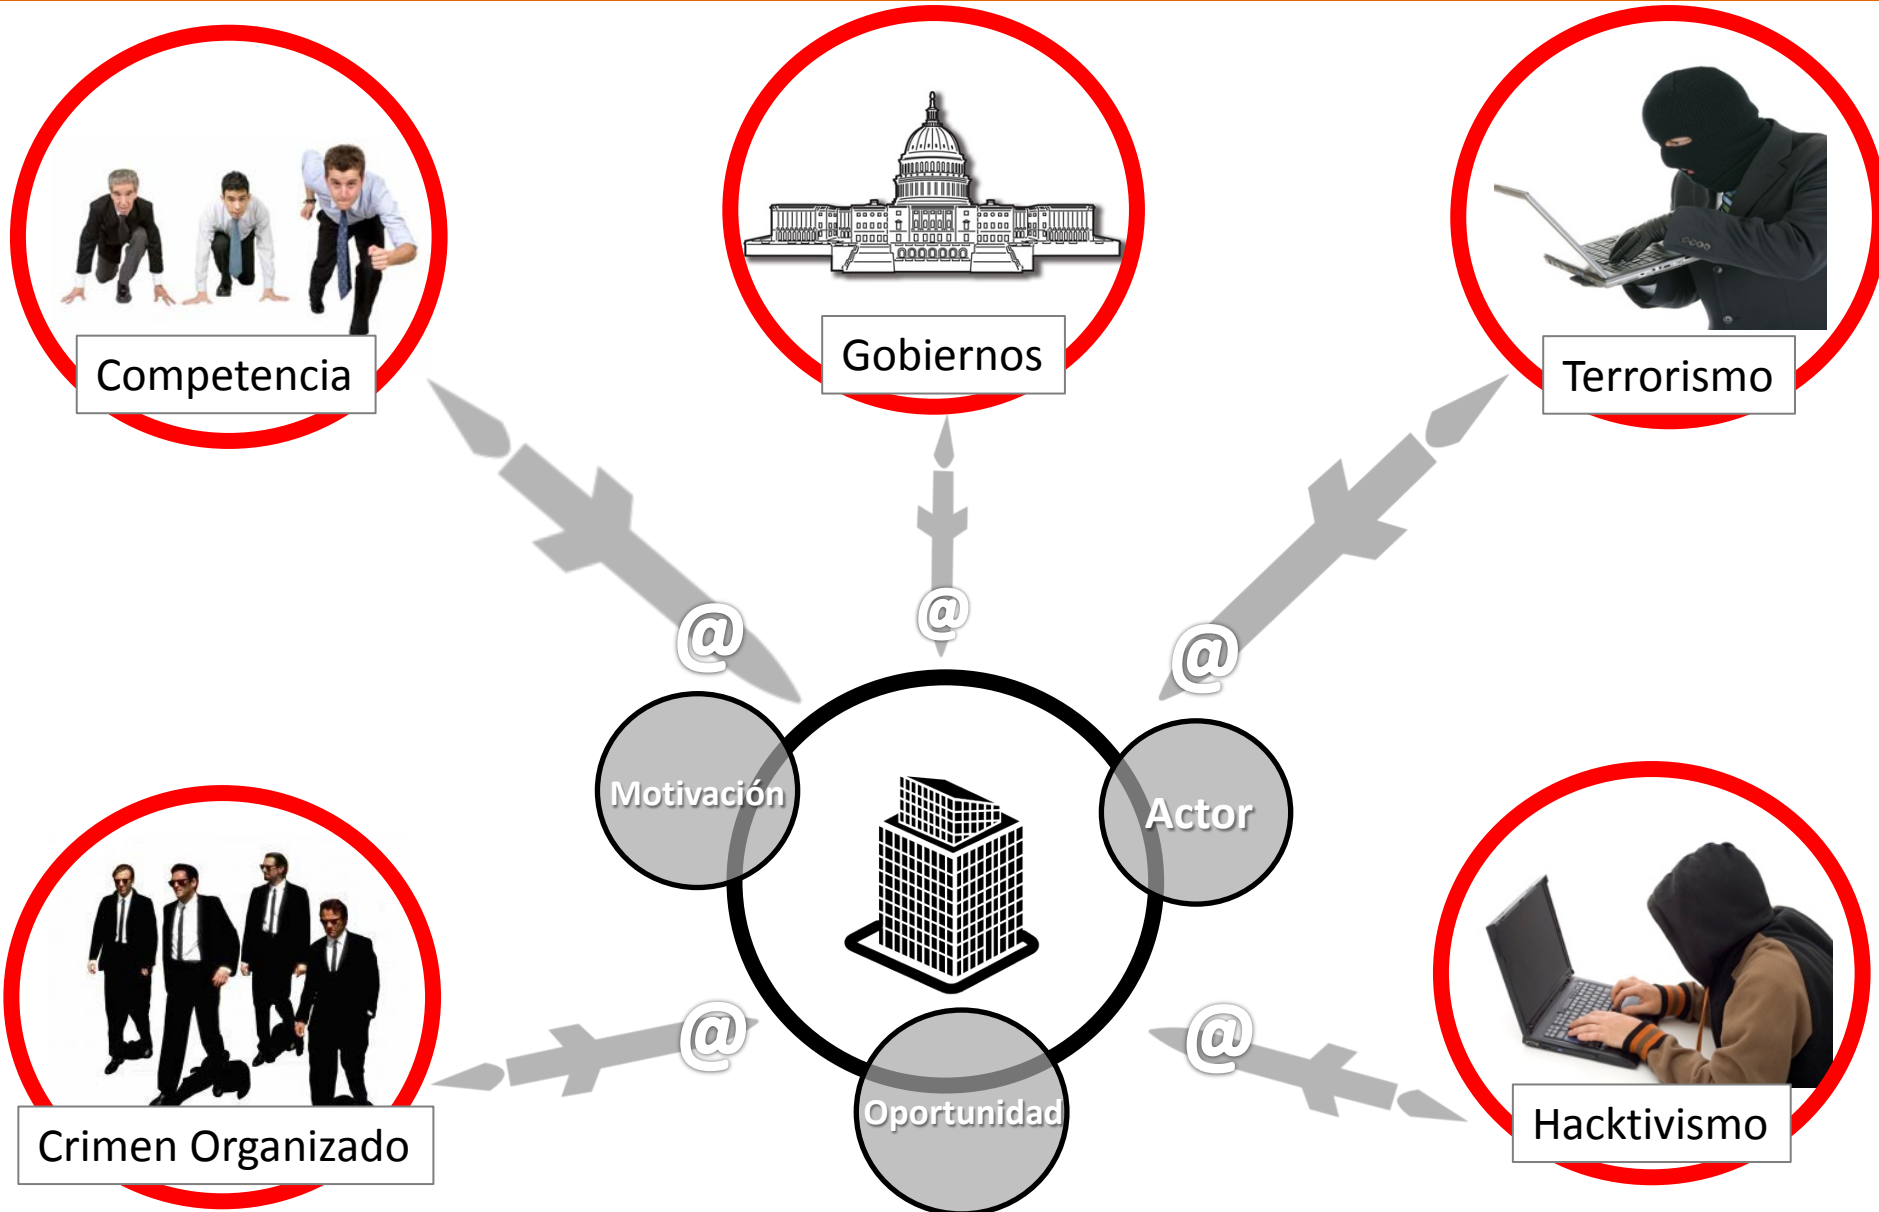 Competencia
Gobiernos
Terrorismo
@
@
@
Motivación
Actor
@
@
Oportunidad
Crimen Organizado
Hacktivismo